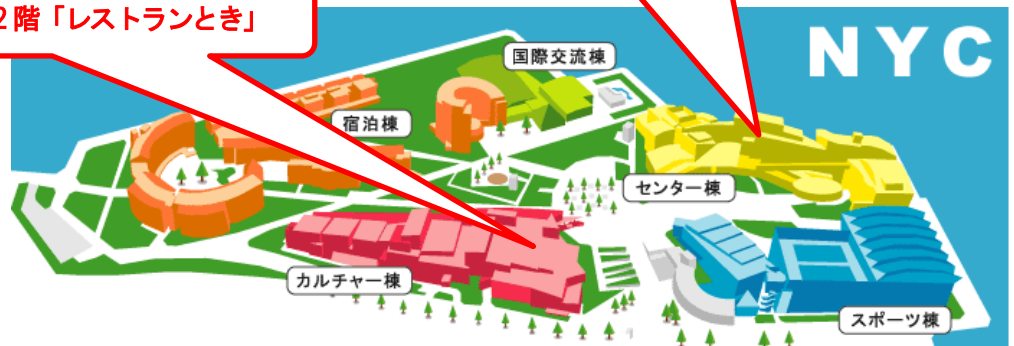 2階「レストランとき」
NYC
国際交流棟
宿泊棟
センター棟
カルチャー棟
スポーツ棟